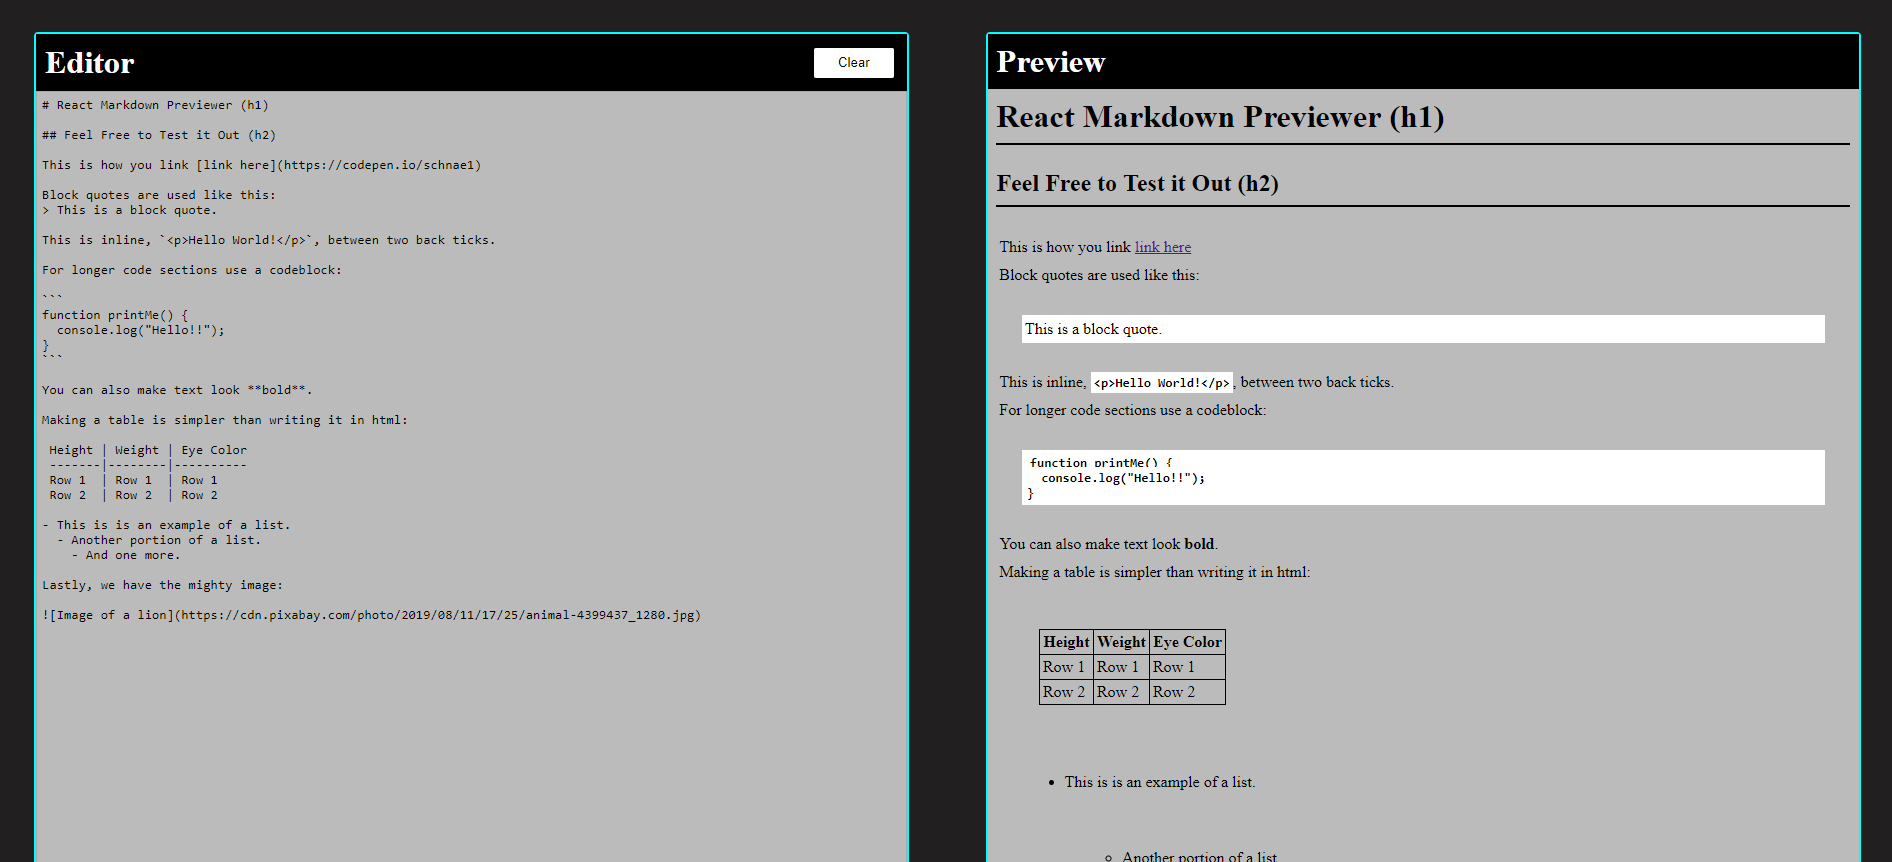 Editor
Clear
# React Markdown Previewer (h1)
## Feel Free to Test it Out (h2)
This is how you link [link here](https://codepen.io/schnael)
Block quotes are used like this:
> This is a block quote.
This is inline, `<p>Hello World!</p>`, between two back ticks.
For longer code sections use a codeblock:
```
function printMe() {
  console.log("Hello!!");
}
```
You can also make text look **bold**.
Making a table is simpler than writing it in html:
 Height | Weight | Eye Color
 -------|--------|----------
 Row 1  | Row 1  | Row 1
 Row 2  | Row 2  | Row 2
- This is is an example of a list.
  - Another portion of a list.
    - And one more.
Lastly, we have the mighty image:
![Image of a lion](https://cdn.pixabay.com/photo/2019/08/11/17/25/animal-4399437_1280.jpg)
Preview
React Markdown Previewer (h1)
Feel Free to Test it Out (h2)
This is how you link link here
Block quotes are used like this:
This is a block quote.
This is inline, <p>Hello World!</p>, between two back ticks.
For longer code sections use a codeblock:
function printMe() {
  console.log("Hello!!");
}
You can also make text look bold.
Making a table is simpler than writing it in html:
Height Weight Eye Color
Row 1 Row 1 Row 1
Row 2 Row 2 Row 2
• This is is an example of a list.
○ Another portion of a list